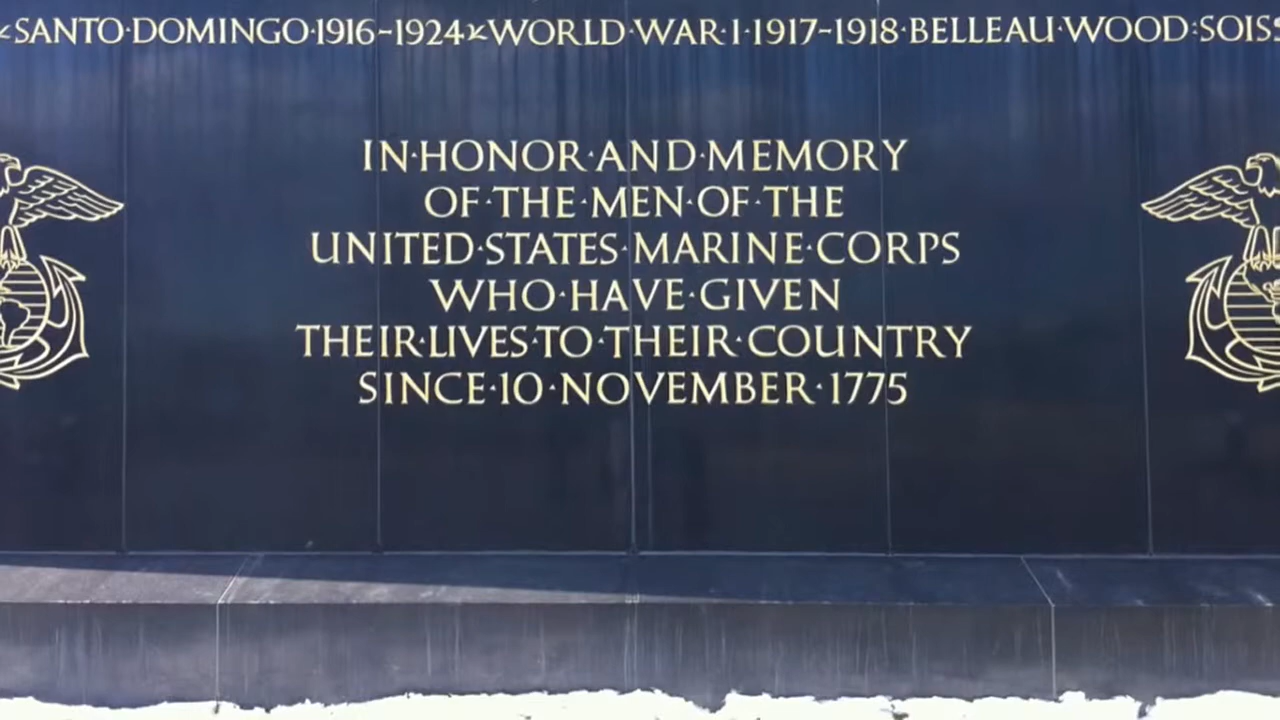 SANTO·DOMINGO·1916-1924 WORLD·WAR·I·1917-1918·BELLEAU·WOOD·SOISS
IN·HONOR·AND·MEMORY
OF·THE·MEN·OF·THE
UNITED·STATES·MARINE·CORPS
WHO·HAVE·GIVEN
THEIR·LIVES·TO·THEIR·COUNTRY
SINCE·10·NOVEMBER·1775